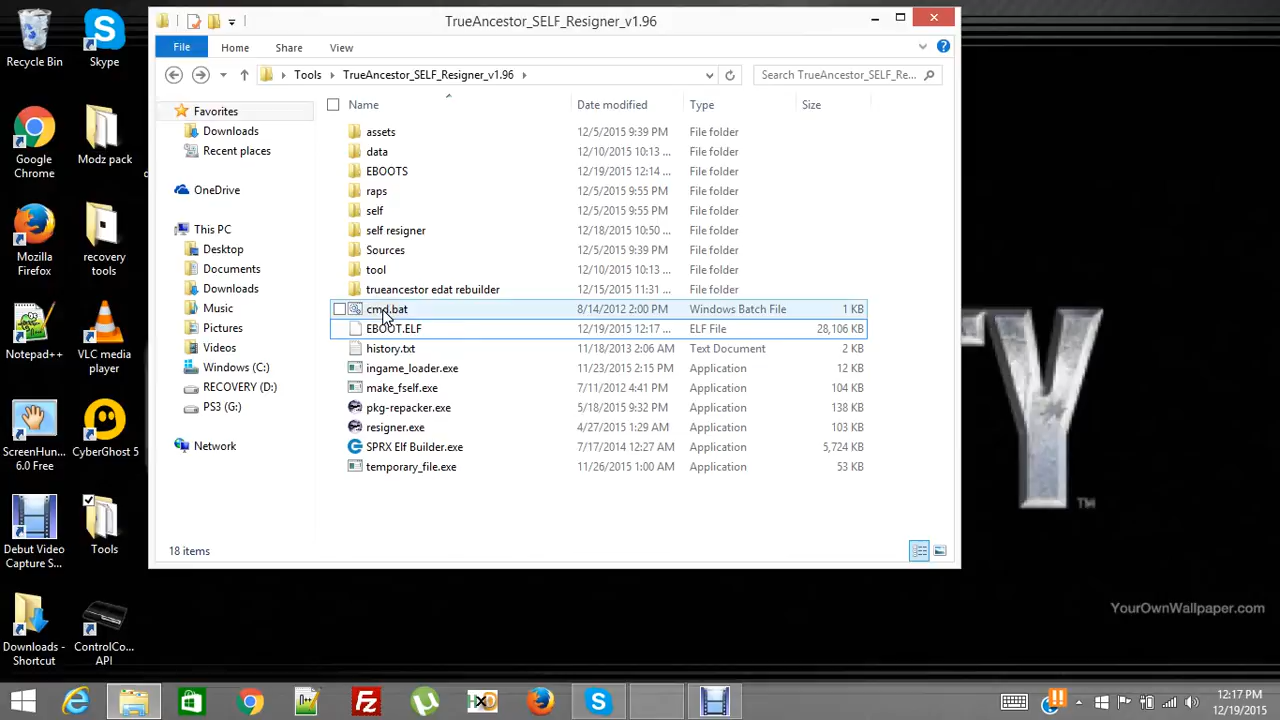 TrueAncestor_SELF_Resigner_v1.96
File
Home
Share
View
Tools
TrueAncestor_SELF_Resigner_v1.96
Search TrueAncestor_SELF_Re...
Name
Date modified
Type
Size
Favorites
Downloads
Recent places
OneDrive
This PC
Desktop
Documents
Downloads
Music
Pictures
Videos
Windows (C:)
RECOVERY (D:)
PS3 (G:)
Network
assets 12/5/2015 9:39 PM File folder
data 12/10/2015 10:13 ... File folder
EBOOTS 12/19/2015 12:14 ... File folder
raps 12/5/2015 9:55 PM File folder
self 12/5/2015 9:55 PM File folder
self resigner 12/18/2015 10:50 ... File folder
Sources 12/5/2015 9:39 PM File folder
tool 12/10/2015 10:13 ... File folder
trueancestor edat rebuilder 12/15/2015 11:31 ... File folder
cmd.bat 8/14/2012 2:00 PM Windows Batch File 1 KB
EBOOT.ELF 12/19/2015 12:17 ... ELF File 28,106 KB
history.txt 11/18/2013 2:06 AM Text Document 2 KB
ingame_loader.exe 11/23/2015 2:15 PM Application 12 KB
make_fself.exe 7/11/2012 4:41 PM Application 104 KB
pkg-repacker.exe 5/18/2015 9:32 PM Application 138 KB
resigner.exe 4/27/2015 1:29 AM Application 103 KB
SPRX Elf Builder.exe 7/17/2014 12:27 AM Application 5,724 KB
temporary_file.exe 11/26/2015 1:00 AM Application 53 KB
18 items
Recycle Bin
Skype
Google
Chrome
Modz pack
Mozilla
Firefox
recovery
tools
Notepad++
VLC media
player
ScreenHun...
6.0 Free
CyberGhost 5
Debut Video
Capture S...
Tools
Downloads -
Shortcut
ControlCo...
API
TY
TM
YourOwnWallpaper.com
12:17 PM
12/19/2015